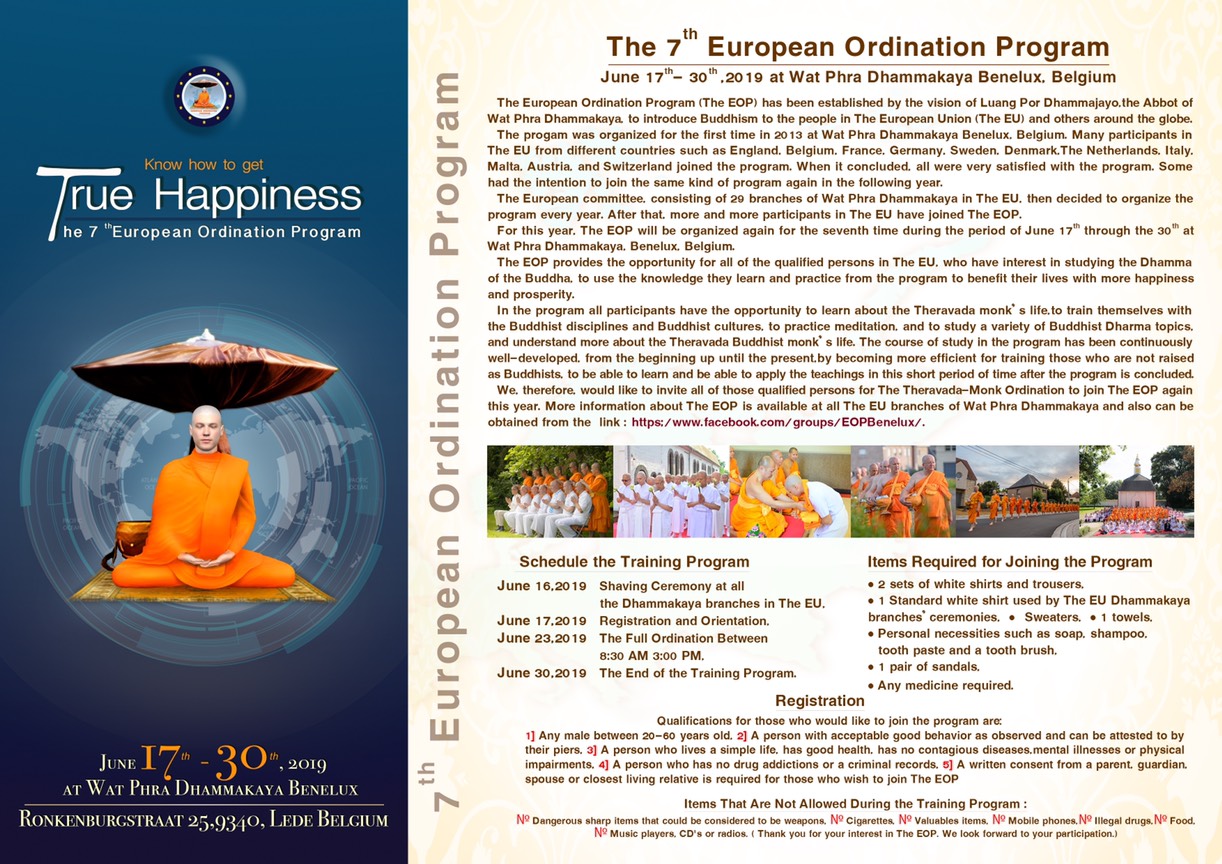 Know how to get
True Happiness
The 7th European Ordination Program
June 17th - 30th, 2019
at Wat Phra Dhammakaya Benelux
Ronkenburgstraat 25,9340, Lede Belgium
7th European Ordination Program
The 7th European Ordination Program
June 17th– 30th ,2019 at Wat Phra Dhammakaya Benelux, Belgium
The European Ordination Program (The EOP) has been established by the vision of Luang Por Dhammajayo,the Abbot of
Wat Phra Dhammakaya, to introduce Buddhism to the people in The European Union (The EU) and others around the globe.
The progam was organized for the first time in 2013 at Wat Phra Dhammakaya Benelux, Belgium. Many participants in
The EU from different countries such as England, Belgium, France, Germany, Sweden, Denmark,The Netherlands, Italy,
Malta, Austria, and Switzerland joined the program. When it concluded, all were very satisfied with the program. Some
had the intention to join the same kind of program again in the following year.
The European committee, consisting of 29 branches of Wat Phra Dhammakaya in The EU, then decided to organize the
program every year. After that, more and more participants in The EU have joined The EOP.
For this year, The EOP will be organized again for the seventh time during the period of June 17th through the 30th at
Wat Phra Dhammakaya, Benelux, Belgium.
The EOP provides the opportunity for all of the qualified persons in The EU, who have interest in studying the Dhamma
of the Buddha, to use the knowledge they learn and practice from the program to benefit their lives with more happiness
and prosperity.
In the program all participants have the opportunity to learn about the Theravada monk's life,to train themselves with
the Buddhist disciplines and Buddhist cultures, to practice meditation, and to study a variety of Buddhist Dharma topics,
and understand more about the Theravada Buddhist monk's life. The course of study in the program has been continuously
well–developed, from the beginning up until the present,by becoming more efficient for training those who are not raised
as Buddhists, to be able to learn and be able to apply the teachings in this short period of time after the program is concluded.
We, therefore, would like to invite all of those qualified persons for The Theravada–Monk Ordination to join The EOP again
this year. More information about The EOP is available at all The EU branches of Wat Phra Dhammakaya and also can be
obtained from the link : https:/www.facebook.com/groups/EOPBenelux/.
Schedule the Training Program
June 16,2019 Shaving Ceremony at all
the Dhammakaya branches in The EU.
June 17,2019 Registration and Orientation.
June 23,2019 The Full Ordination Between
8:30 AM 3:00 PM.
June 30,2019 The End of the Training Program.
Items Required for Joining the Program
• 2 sets of white shirts and trousers.
• 1 Standard white shirt used by The EU Dhammakaya
branches' ceremonies. • Sweaters. • 1 towels.
• Personal necessities such as soap, shampoo,
tooth paste and a tooth brush.
• 1 pair of sandals.
• Any medicine required.
Registration
Qualifications for those who would like to join the program are:
1] Any male between 20–60 years old. 2] A person with acceptable good behavior as observed and can be attested to by
their piers. 3] A person who lives a simple life, has good health, has no contagious diseases,mental illnesses or physical
impairments. 4] A person who has no drug addictions or a criminal records. 5] A written consent from a parent, guardian,
spouse or closest living relative is required for those who wish to join The EOP
Items That Are Not Allowed During the Training Program :
Nº Dangerous sharp items that could be considered to be weapons, Nº Cigarettes, Nº Valuables items, Nº Mobile phones,Nº Illegal drugs,Nº Food,
Nº Music players, CD's or radios. ( Thank you for your interest in The EOP. We look forward to your participation.)